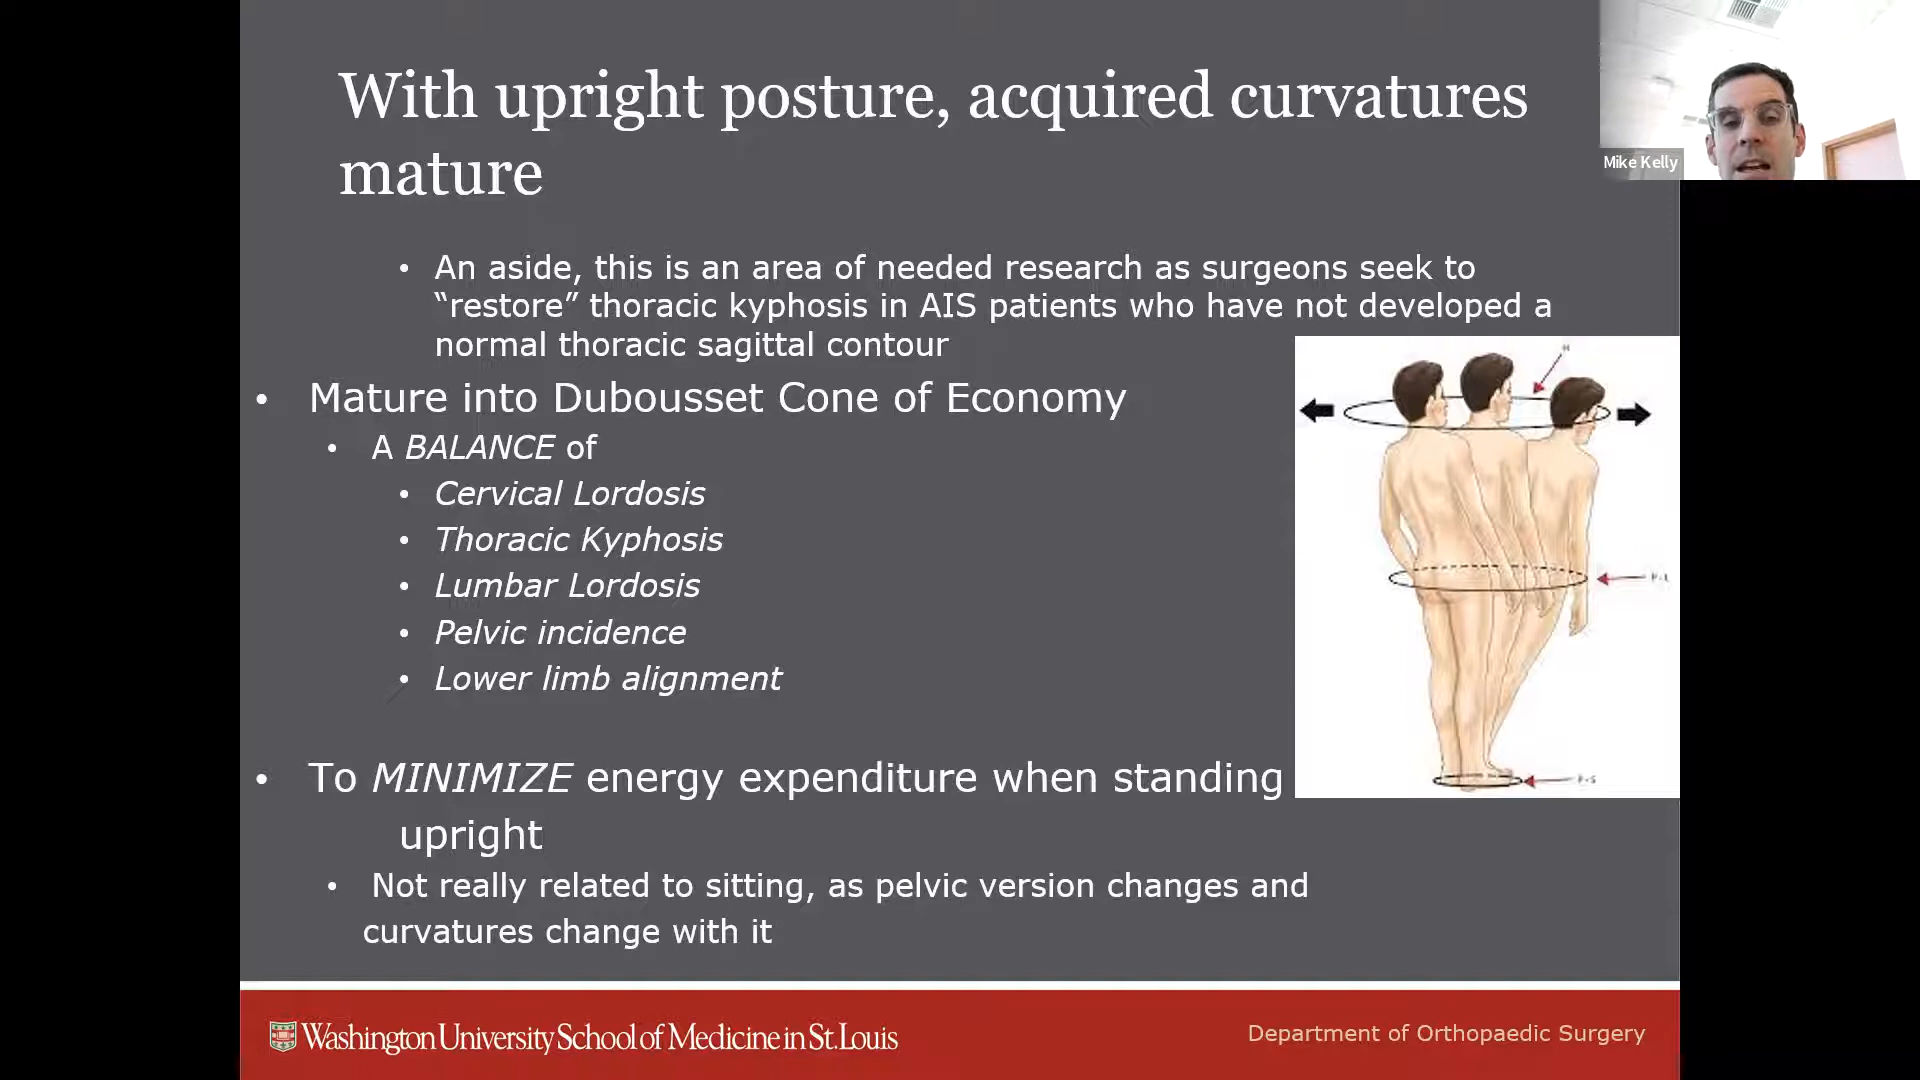 With upright posture, acquired curvatures
mature
Mike Kelly
• An aside, this is an area of needed research as surgeons seek to
“restore” thoracic kyphosis in AIS patients who have not developed a
normal thoracic sagittal contour
• Mature into Dubousset Cone of Economy
• A BALANCE of
• Cervical Lordosis
• Thoracic Kyphosis
• Lumbar Lordosis
• Pelvic incidence
• Lower limb alignment
• To MINIMIZE energy expenditure when standing
upright
• Not really related to sitting, as pelvic version changes and
curvatures change with it
H
P-L
P-S
Washington University School of Medicine in St. Louis
Department of Orthopaedic Surgery